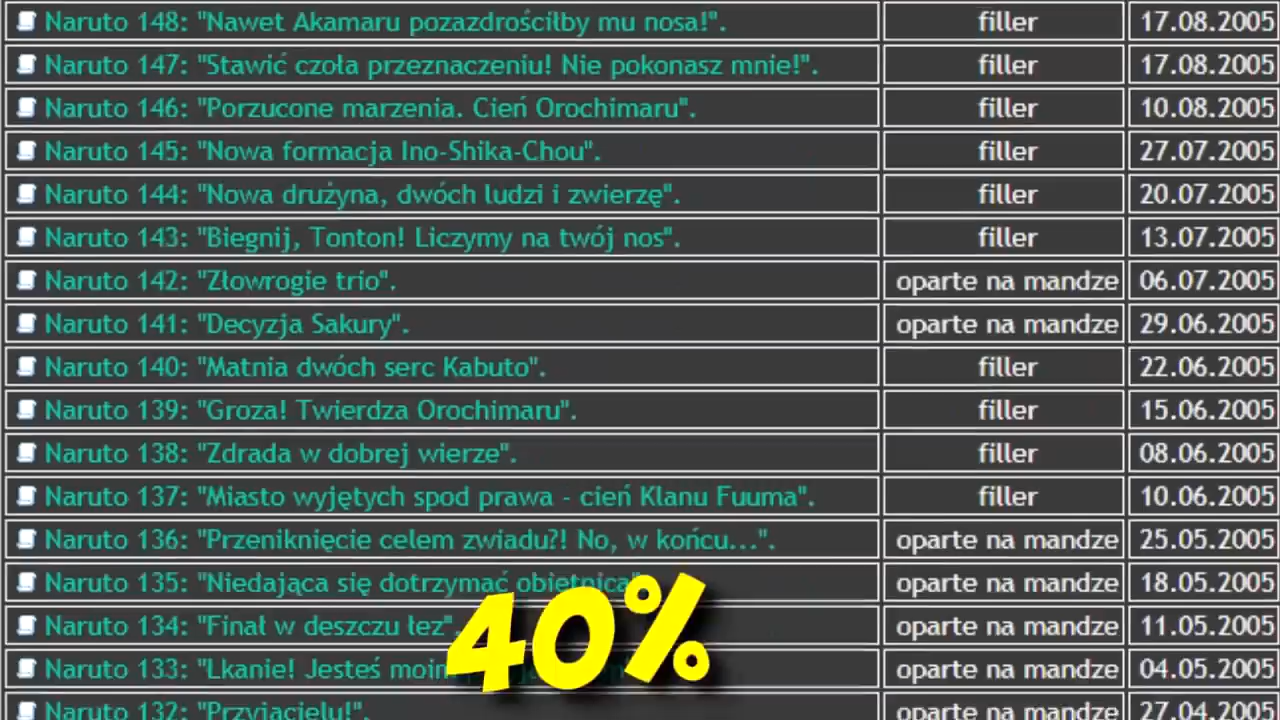 Naruto 148: "Nawet Akamaru pozazdrościłby mu nosa!". filler 17.08.2005
Naruto 147: "Stawić czoła przeznaczeniu! Nie pokonasz mnie!". filler 17.08.2005
Naruto 146: "Porzucone marzenia. Cień Orochimaru". filler 10.08.2005
Naruto 145: "Nowa formacja Ino-Shika-Chou". filler 27.07.2005
Naruto 144: "Nowa drużyna, dwóch ludzi i zwierzę". filler 20.07.2005
Naruto 143: "Biegnij, Tonton! Liczymy na twój nos". filler 13.07.2005
Naruto 142: "Złowrogie trio". oparte na mandze 06.07.2005
Naruto 141: "Decyzja Sakury". oparte na mandze 29.06.2005
Naruto 140: "Matnia dwóch serc Kabuto". filler 22.06.2005
Naruto 139: "Groza! Twierdza Orochimaru". filler 15.06.2005
Naruto 138: "Zdrada w dobrej wierze". filler 08.06.2005
Naruto 137: "Miasto wyjętych spod prawa - cień Klanu Fuuma". filler 10.06.2005
Naruto 136: "Przeniknięcie celem zwiadu?! No, w końcu...". oparte na mandze 25.05.2005
Naruto 135: "Niedająca się dotrzymać obietnica" oparte na mandze 18.05.2005
Naruto 134: "Finał w deszczu łez". oparte na mandze 11.05.2005
Naruto 133: "Lkanie! Jesteś moim oparte na mandze 04.05.2005
Naruto 132: "Przyjacielu!". oparte na mandze 27.04.2005
40%